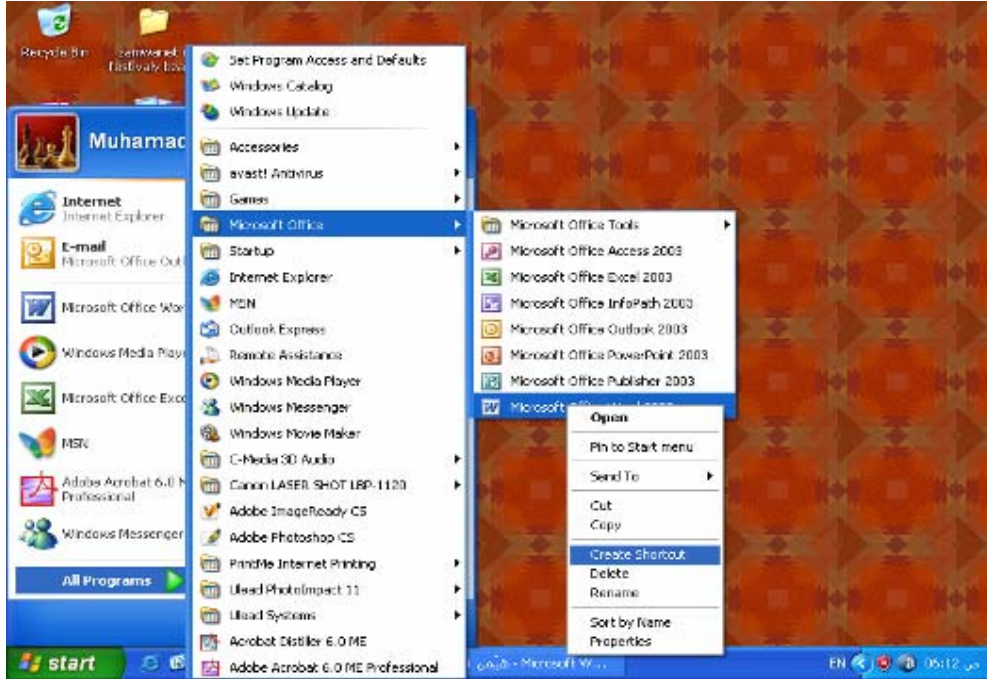 Recycle Bin
Muhamad
Internet
Internet Explorer
E-mail
Microsoft Office Outl
Microsoft Office Wor
Windows Media Playe
Microsoft Office Exce
MSN
Adobe Acrobat 6.0 M
Professional
Windows Messenger
All Programs
start
Set Program Access and Defaults
Windows Catalog
Windows Update
Accessories
avast! Antivirus
Games
Microsoft Office
Startup
Internet Explorer
MSN
Outlook Express
Remote Assistance
Windows Media Player
Windows Messenger
Windows Movie Maker
C-Media 3D Audio
Canon LASER SHOT LBP-1120
Adobe ImageReady CS
Adobe Photoshop CS
PrintMe Internet Printing
Ulead PhotoImpact 11
Ulead Systems
Acrobat Distiller 6.0 ME
Adobe Acrobat 6.0 ME Professional
Microsoft Office Tools
Microsoft Office Access 2003
Microsoft Office Excel 2003
Microsoft Office InfoPath 2003
Microsoft Office Outlook 2003
Microsoft Office PowerPoint 2003
Microsoft Office Publisher 2003
Microsoft
Open
Pin to Start menu
Send To
Cut
Copy
Create Shortcut
Delete
Rename
Sort by Name
Properties
- Microsoft W...
EN
06:12 ص